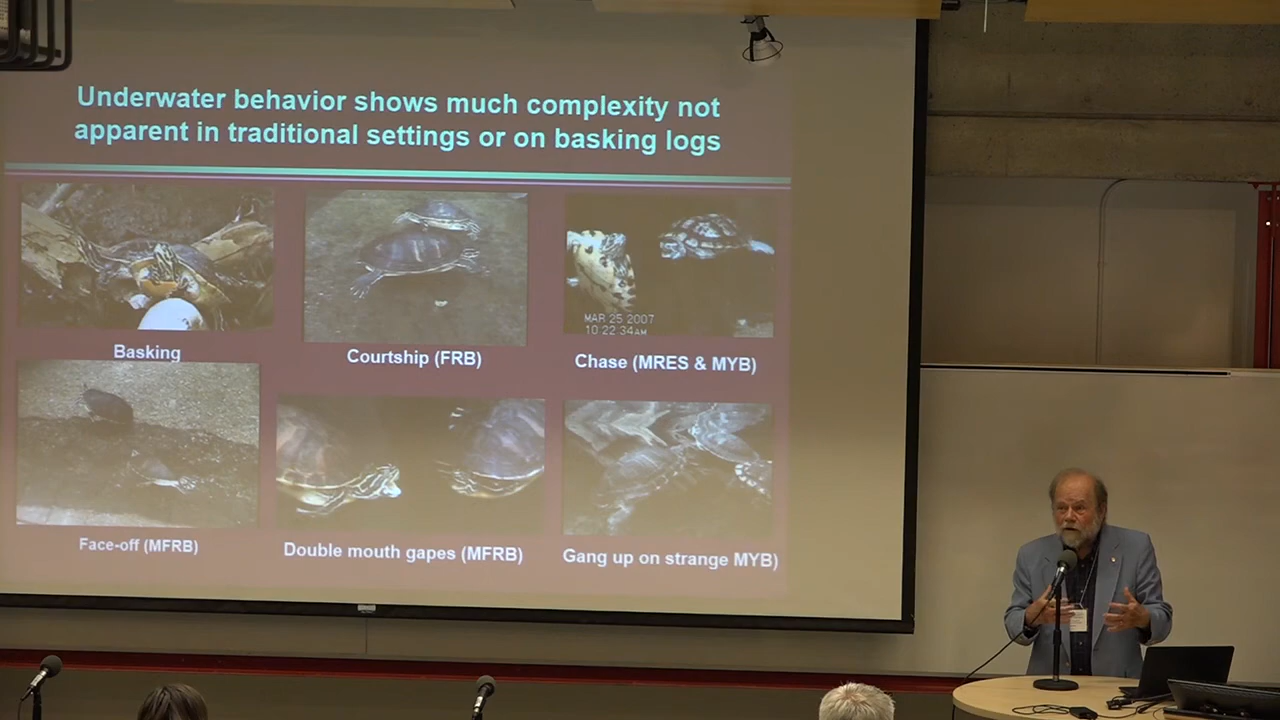 Underwater behavior shows much complexity not
apparent in traditional settings or on basking logs
Basking
Courtship (FRB)
MAR 25 2007
10 22 34AM
Chase (MRES & MYB)
Face-off (MFRB)
Double mouth gapes (MFRB)
Gang up on strange MYB)